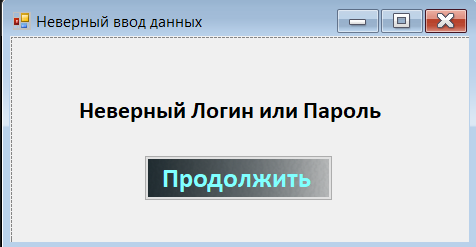 Неверный ввод данных
Неверный Логин или Пароль
Продолжить